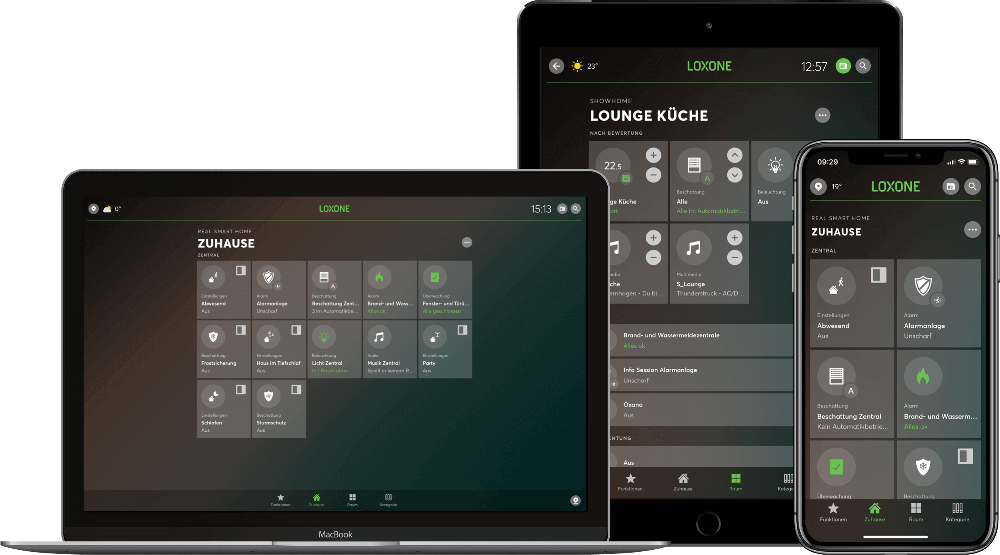 0°
LOXONE
15:13
REAL SMART HOME
ZUHAUSE
ZENTRAL
Einstellungen
Abwesend
Aus
Alarm
Alarmanlage
Unscharf
A
Beschattung
Beschattung Zent...
3 im Automatikbe...
Alarm
Brand- und Wass...
Alles ok
Überwachung
Fenster- und Türü...
Alle geschlossen
Beschattung
Frostsicherung
Aus
z z z
Einstellungen
Haus im Tiefschlaf
Aus
Beleuchtung
Licht Zentral
In 1 Raum aktiv
Audio
Musik Zentral
Spielt in keinem R...
Einstellungen
Party
Aus
Einstellungen
Schlafen
Aus
Beschattung
Sturmschutz
Aus
Funktionen
Zuhause
Raum
Kategorie
MacBook
23°
LOXONE
12:57
SHOWHOME
LOUNGE KÜCHE
NACH BEWERTUNG
22.5
ge Küche
ort
A
Beschattung
Alle
Alle im Automatikbetri...
Beleuchtung
Aus
edia
che
ernhagen • Du bi...
Multimedia
S_Lounge
Thunderstruck - AC/D...
Brand- und Wassermeldezentrale
Alles ok
Info Session Alarmanlage
Unscharf
Oxana
Aus
CHTUNG
Aus
Funktionen
Zuhause
Raum
Katego
09:29
19°
LOXONE
REAL SMART HOME
ZUHAUSE
ZENTRAL
Einstellungen
Abwesend
Aus
Alarm
Alarmanlage
Unscharf
A
Beschattung
Beschattung Zentral
Kein Automatikbetrie...
Alarm
Brand- und Wasserm...
Alles ok
Überwachung
Beschattung
Funktionen
Zuhause
Raum
Kategorie